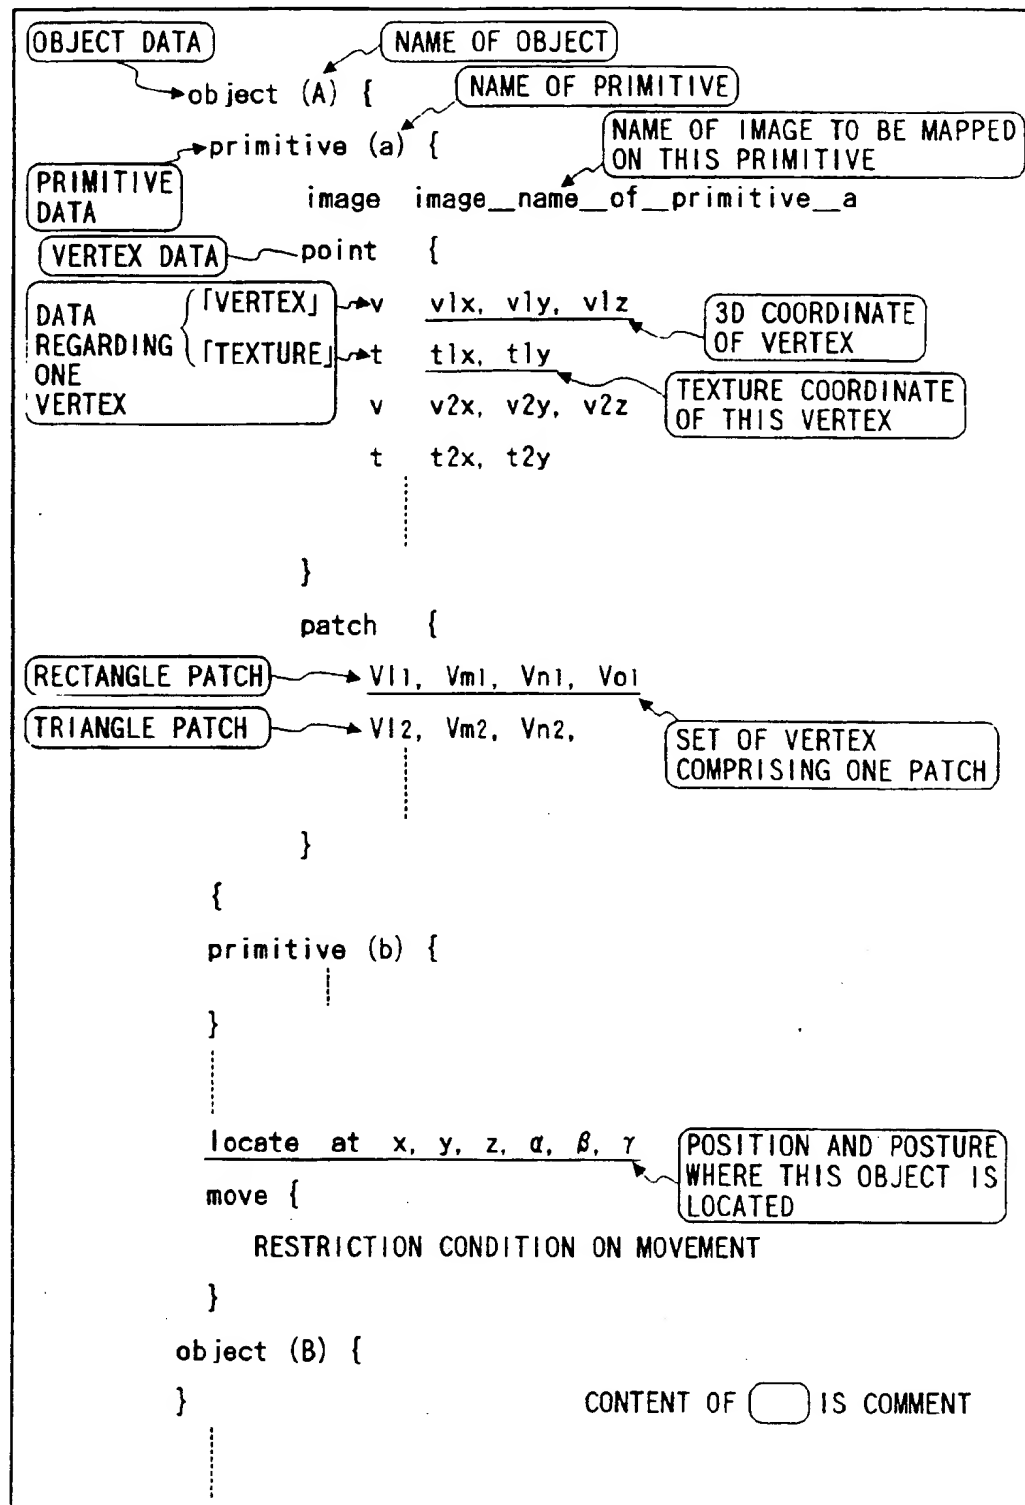 OBJECT DATA
NAME OF OBJECT
object (A) {
NAME OF PRIMITIVE
primitive (a) {
NAME OF IMAGE TO BE MAPPED
ON THIS PRIMITIVE
PRIMITIVE
DATA
image image__name__of__primitive__a
VERTEX DATA
point {
DATA
REGARDING
ONE
VERTEX
「VERTEX」
v v1x, v1y, v1z
3D COORDINATE
OF VERTEX
「TEXTURE」
t t1x, t1y
TEXTURE COORDINATE
OF THIS VERTEX
v v2x, v2y, v2z
t t2x, t2y
}
patch {
RECTANGLE PATCH
Vl1, Vm1, Vn1, Vo1
TRIANGLE PATCH
Vl2, Vm2, Vn2,
SET OF VERTEX
COMPRISING ONE PATCH
}
{
primitive (b) {
}
locate at x, y, z, α, β, γ
POSITION AND POSTURE
WHERE THIS OBJECT IS
LOCATED
move {
RESTRICTION CONDITION ON MOVEMENT
}
object (B) {
}
CONTENT OF IS COMMENT